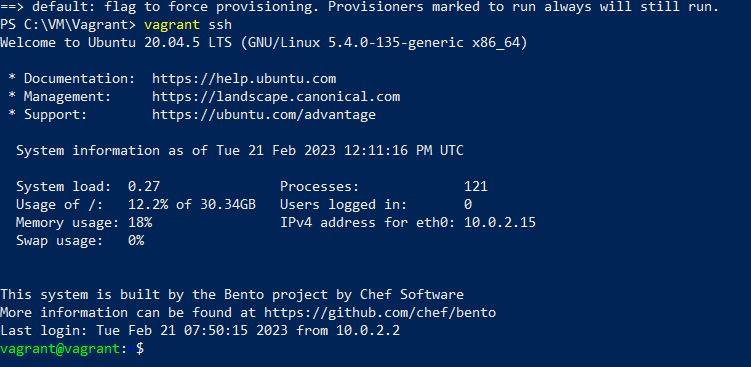 ==> default: flag to force provisioning. Provisioners marked to run always will still run.
PS C:\VM\Vagrant> vagrant ssh
Welcome to Ubuntu 20.04.5 LTS (GNU/Linux 5.4.0-135-generic x86_64)
* Documentation:  https://help.ubuntu.com
* Management:     https://landscape.canonical.com
* Support:        https://ubuntu.com/advantage
System information as of Tue 21 Feb 2023 12:11:16 PM UTC
System load:  0.27               Processes:             121
Usage of /:   12.2% of 30.34GB   Users logged in:       0
Memory usage: 18%                IPv4 address for eth0: 10.0.2.15
Swap usage:   0%
This system is built by the Bento project by Chef Software
More information can be found at https://github.com/chef/bento
Last login: Tue Feb 21 07:50:15 2023 from 10.0.2.2
vagrant@vagrant: $